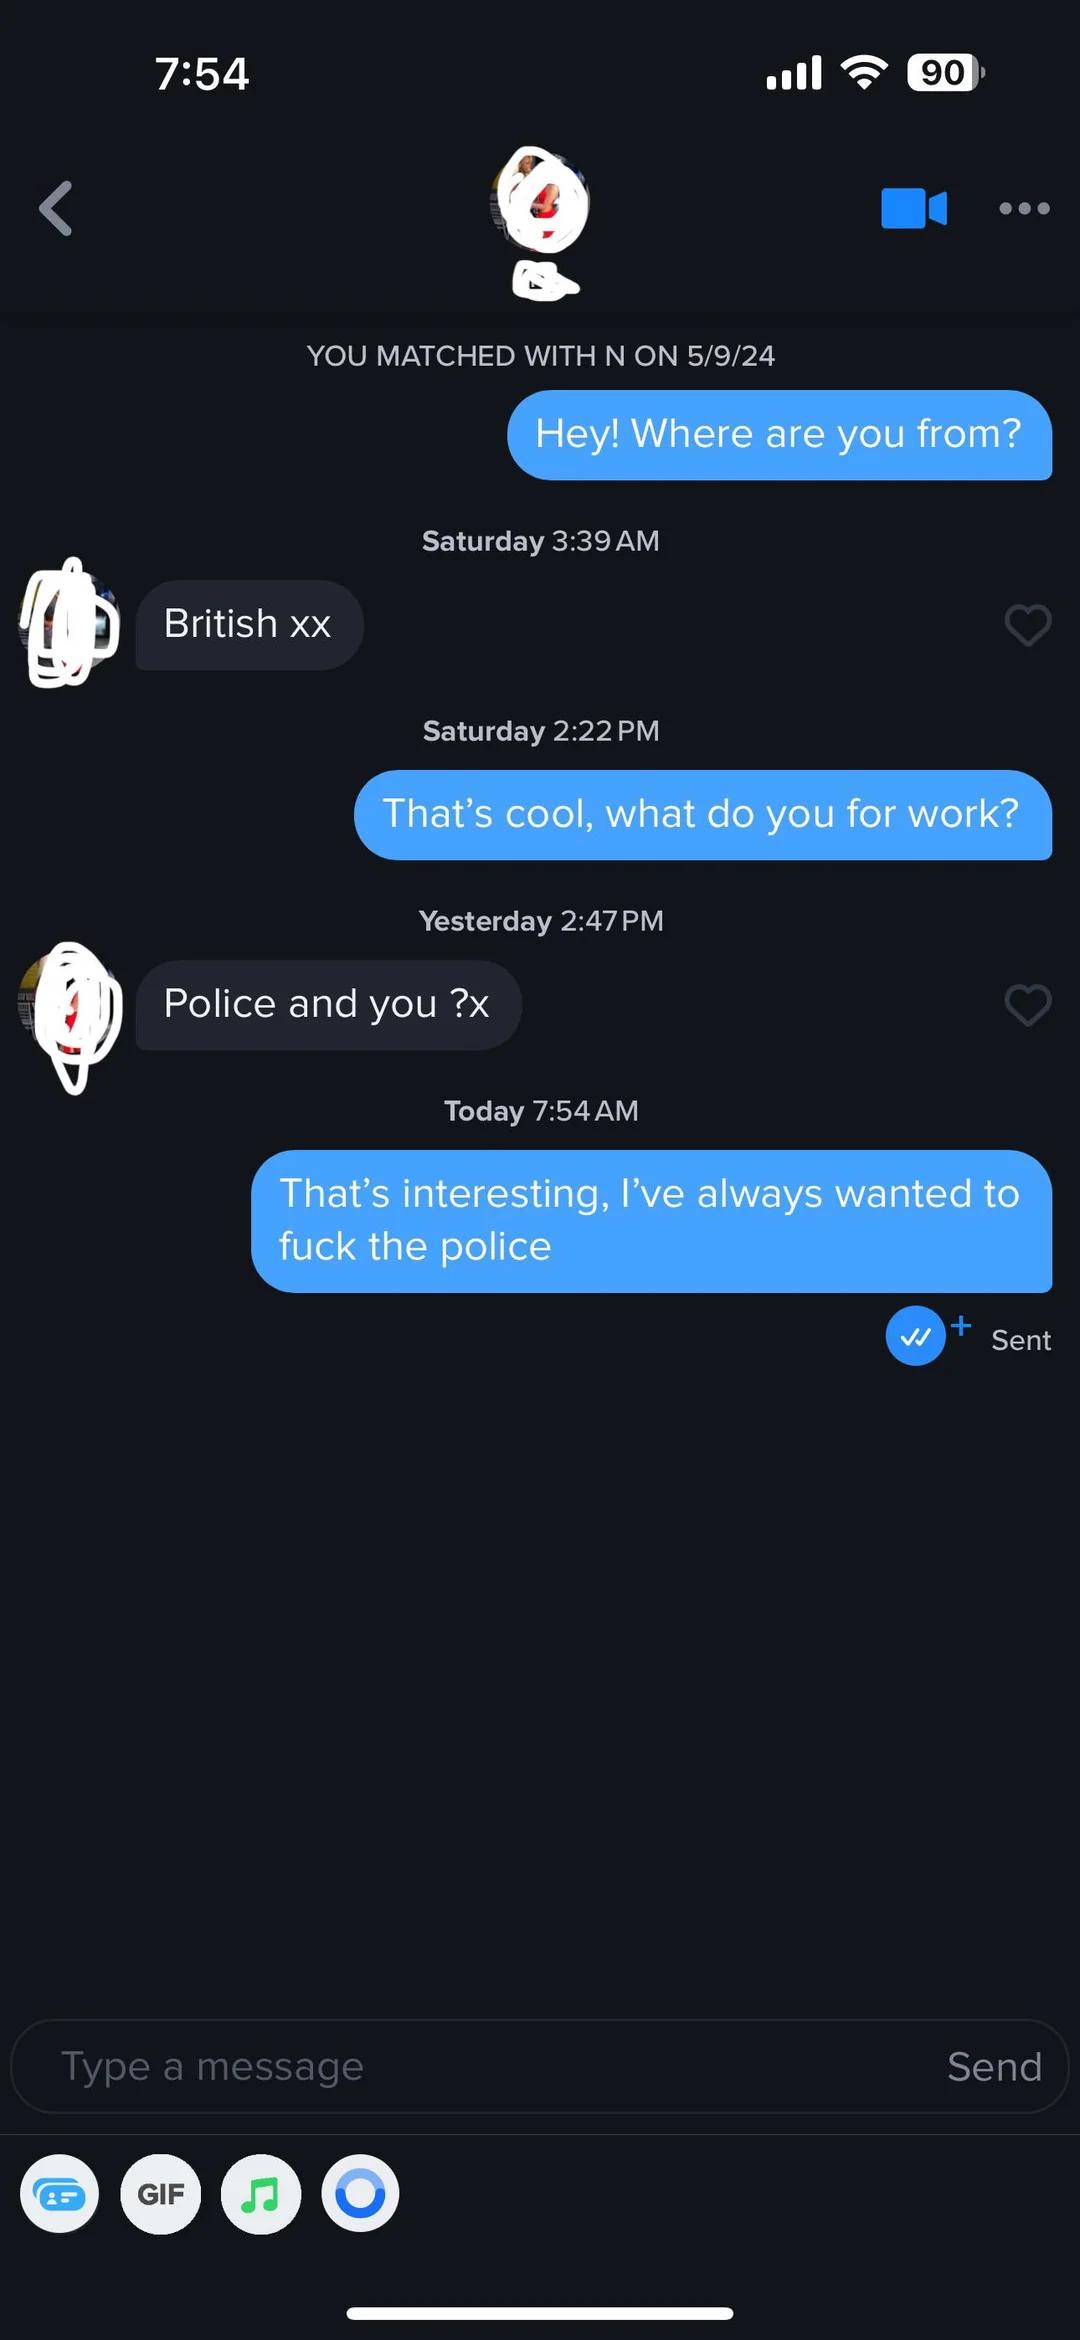 7:54
90
YOU MATCHED WITH N ON 5/9/24
Hey! Where are you from?
Saturday 3:39 AM
British xx
Saturday 2:22 PM
That's cool, what do you for work?
Yesterday 2:47 PM
Police and you ?x
Today 7:54 AM
That's interesting, I've always wanted to
fuck the police
Sent
Type a message
Send
GIF